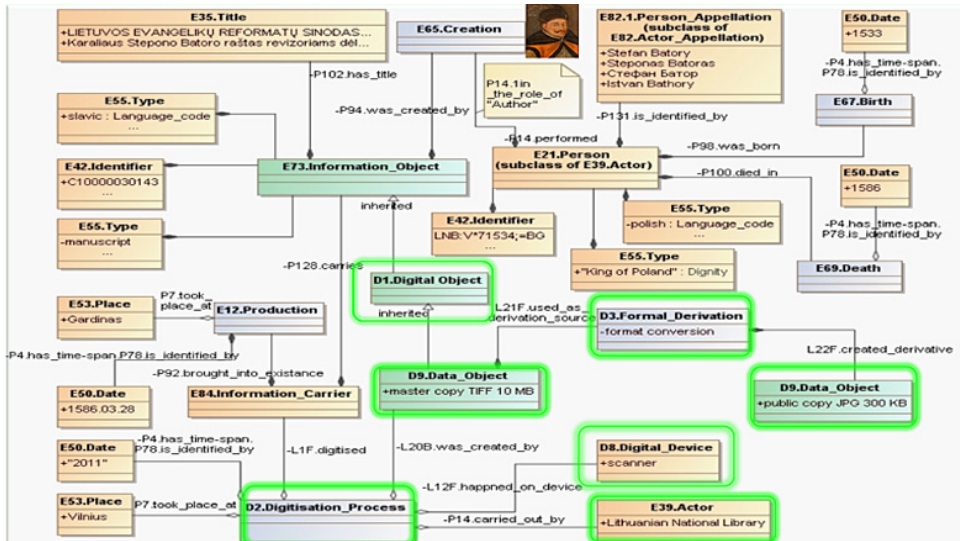 E35.Title
+LIETUVOS EVANGELIKŲ REFORMATŲ SINODAS...
+Karaliaus Stepono Batoro raštas revizoriams dėl...
E65.Creation
E82.1.Person_Appellation
(subclass of
E82.Actor_Appellation)
+Stefan Batory
+Steponas Batoras
+Стефан Батор
+Istvan Bathory
E50.Date
+1533
-P4.has_time-span.
P78.is_identified_by
E67.Birth
-P102.has_title
-P94.was_created_by
P14.1in
_the_role_of
"Author"
-P131.is_identified_by
-P14.performed
-P98.was_born
E55.Type
+slavic : Language_code
...
E42.Identifier
+C10000030143
...
E55.Type
-manuscript
E73.Information_Object
inherited
E21.Person
(subclass of E39.Actor)
-P100.died_in
E50.Date
+1586
-P4.has_time-span.
P78.is_identified_by
E69.Death
E42.Identifier
LNB:V*71534;=BG
...
E55.Type
-polish : Language_code
...
E55.Type
+"King of Poland" : Dignity
-P128.carries
D1.Digital Object
inherited
E53.Place
+Gardinas
P7.took_
place_at
E12.Production
L21F.used_as_
derivation_source
D3.Formal_Derivation
-format conversion
L22F.created_derivative
-P4.has_time-span.P78.is_identified_by
-P92.brought_into_existance
D9.Data_Object
+master copy TIFF 10 MB
D9.Data_Object
+public copy JPG 300 KB
E50.Date
+1586.03.28
E84.Information_Carrier
E50.Date
+"2011"
-P4.has_time-span.
P78.is_identified_by
-L1F.digitised
-L20B.was_created_by
D8.Digital_Device
+scanner
-L12F.happned_on_device
E53.Place
+Vilnius
P7.took_place_at
D2.Digitisation_Process
-P14.carried_out_by
E39.Actor
+Lithuanian National Library